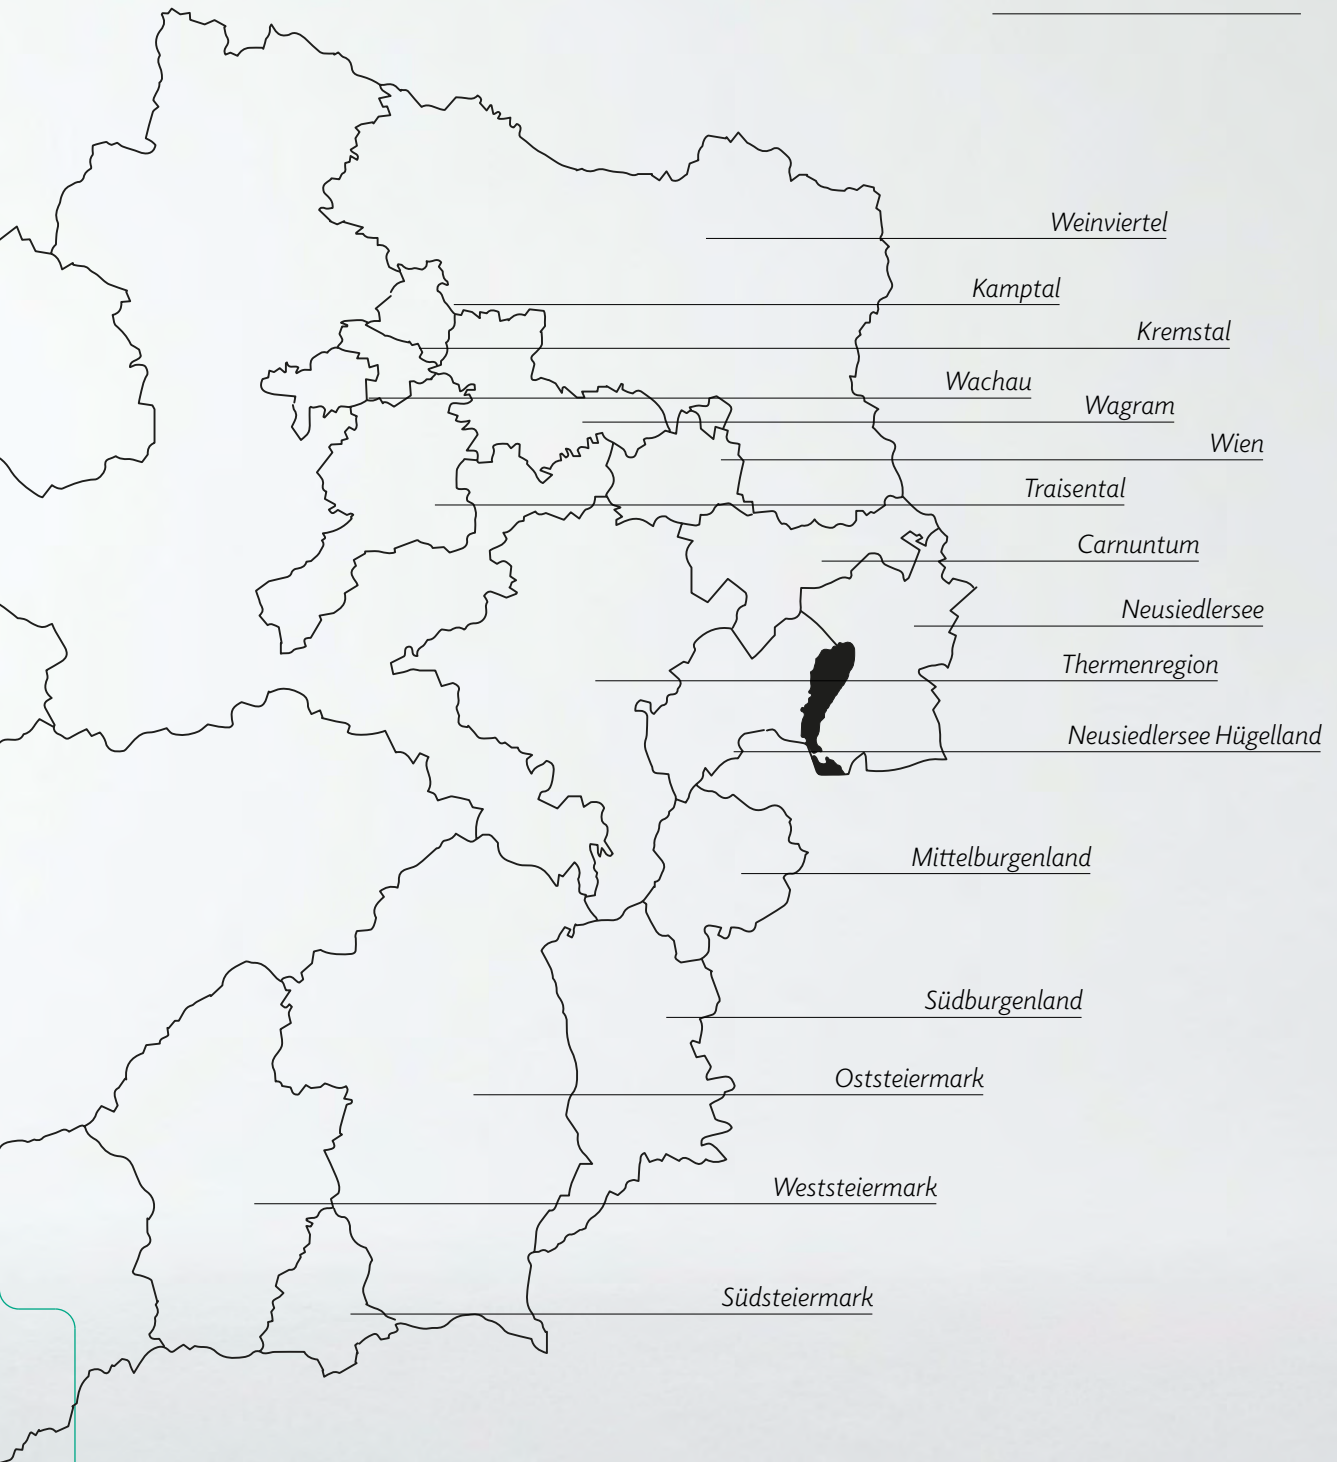 Weinviertel
Kamptal
Kremstal
Wachau
Wagram
Wien
Traisental
Carnuntum
Neusiedlersee
Thermenregion
Neusiedlersee Hügelland
Mittelburgenland
Südburgenland
Oststeiermark
Weststeiermark
Südsteiermark